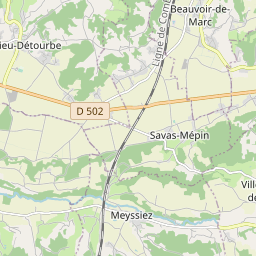 Beauvoir-de-
Marc
ieu-Détourbe
Ligne de Com
D 502
Savas-Mépin
Ville
de
Meyssiez